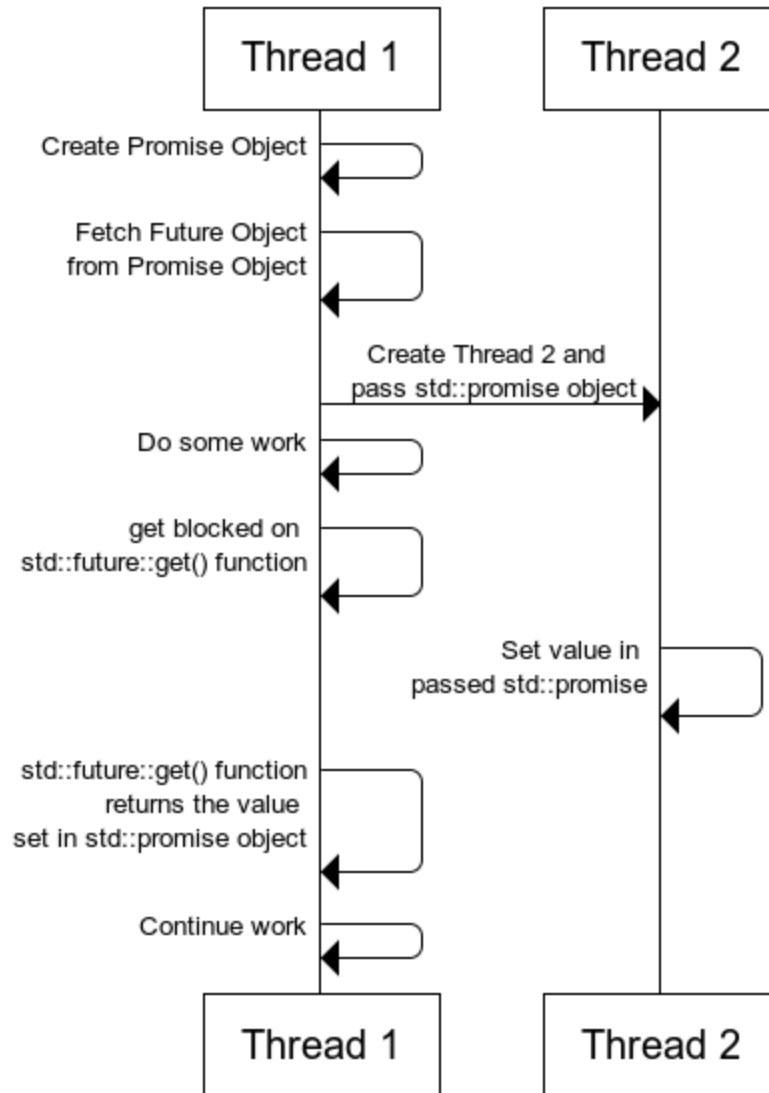 Thread 1
Thread 2
Create Promise Object
Fetch Future Object
from Promise Object
Create Thread 2 and
pass std::promise object
Do some work
get blocked on
std::future::get() function
Set value in
passed std::promise
std::future::get() function
returns the value
set in std::promise object
Continue work
Thread 1
Thread 2